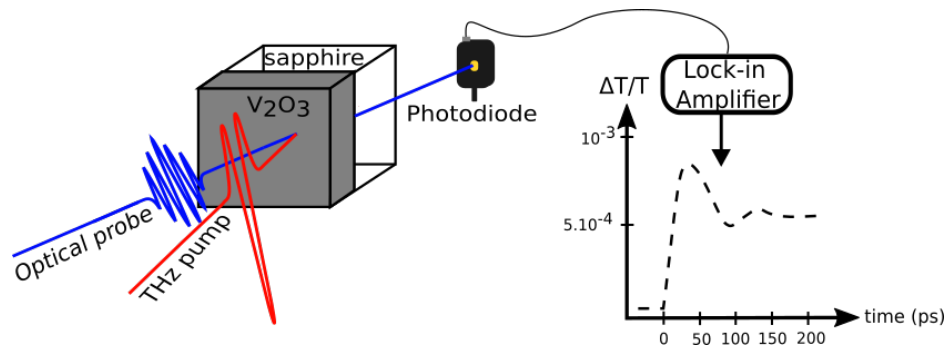 sapphire
V₂O₃
Photodiode
Optical probe
THz pump
Lock-in
Amplifier
ΔT/T
10⁻³
5.10⁻⁴
0 50 100 150 200
time (ps)